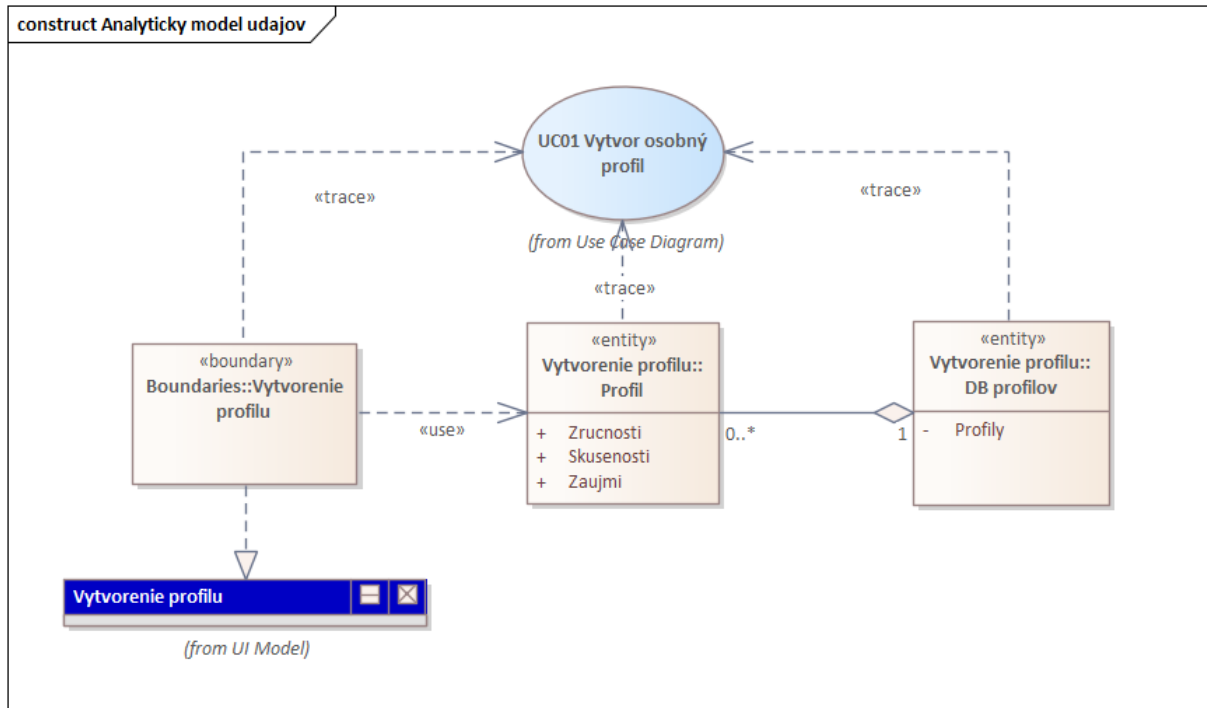 construct Analyticky model udajov
UC01 Vytvor osobný
profil
(from Use Case Diagram)
«trace»
«trace»
«trace»
«boundary»
Boundaries::Vytvorenie
profilu
«use»
«entity»
Vytvorenie profilu::
Profil
+ Zrucnosti
+ Skusenosti
+ Zaujmi
0..*
1
«entity»
Vytvorenie profilu::
DB profilov
- Profily
Vytvorenie profilu
(from UI Model)